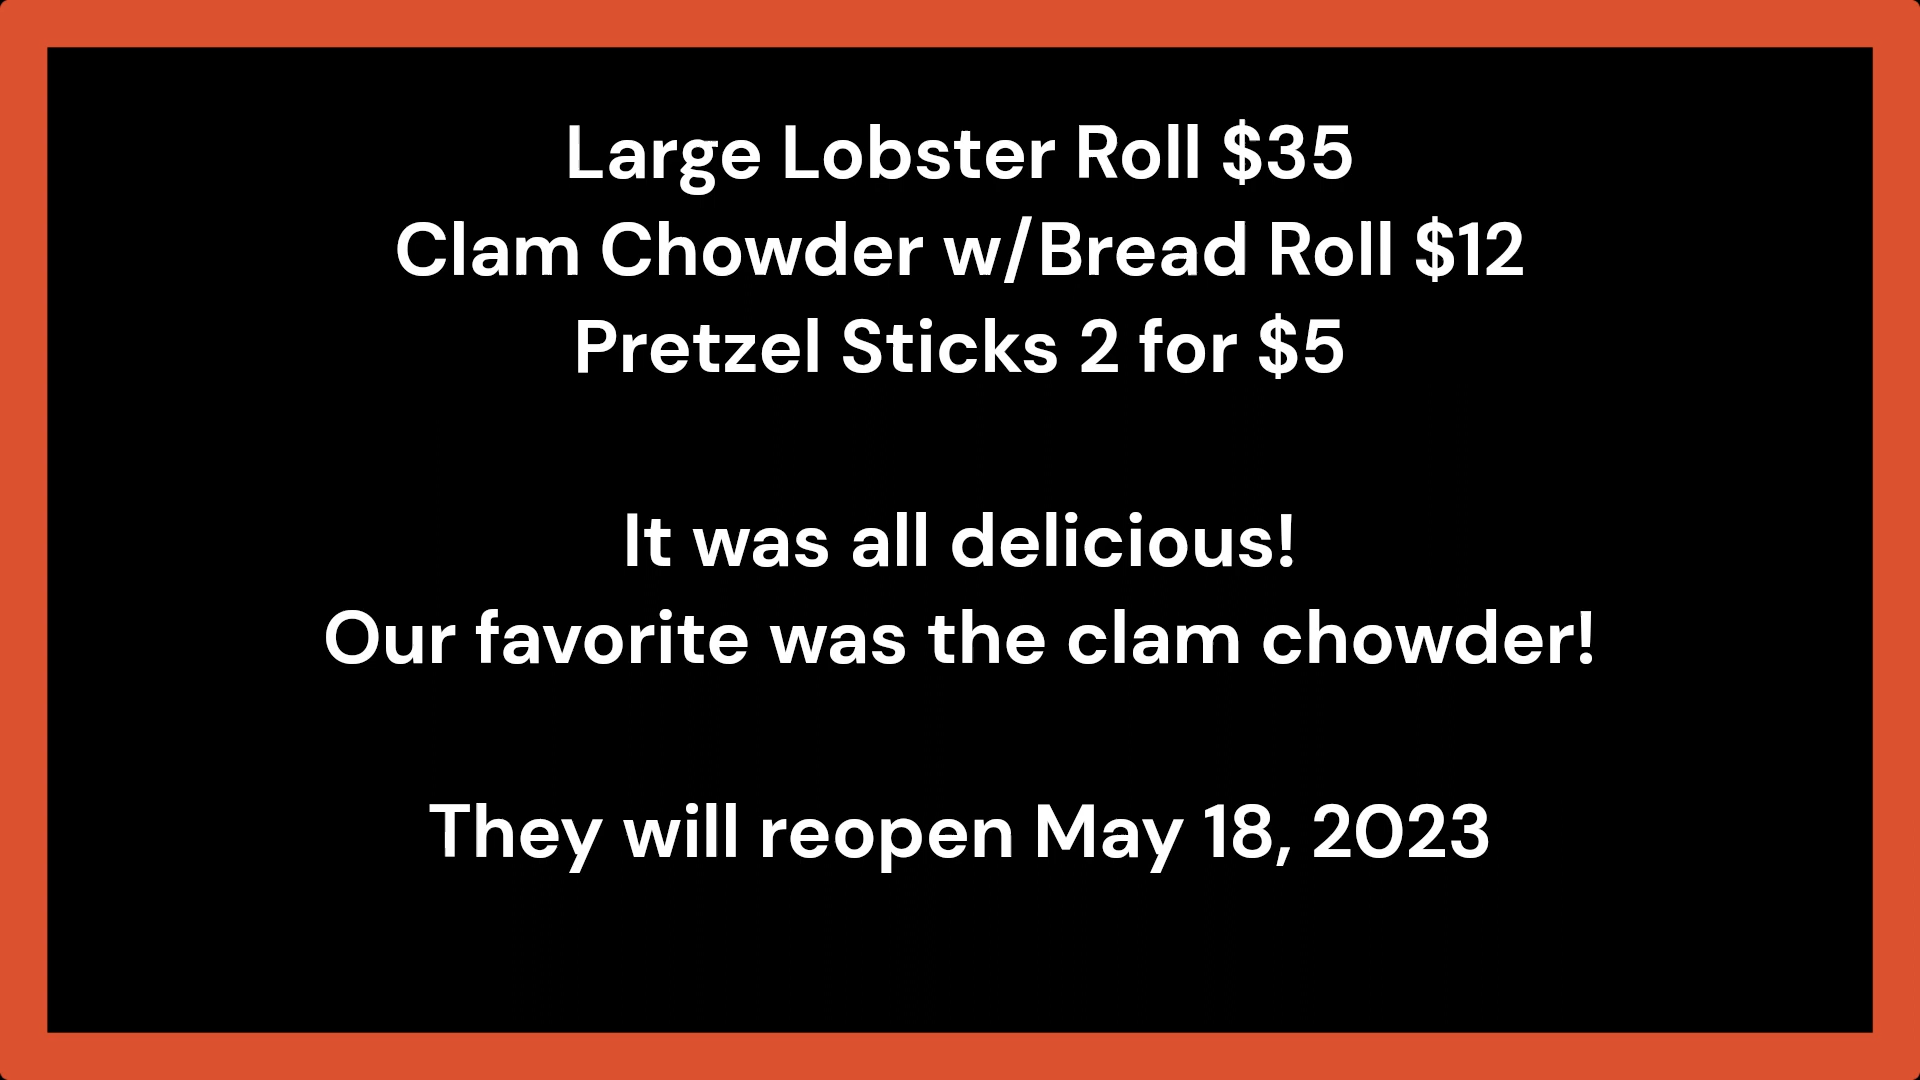 Large Lobster Roll $35
Clam Chowder w/Bread Roll $12
Pretzel Sticks 2 for $5
It was all delicious!
Our favorite was the clam chowder!
They will reopen May 18, 2023